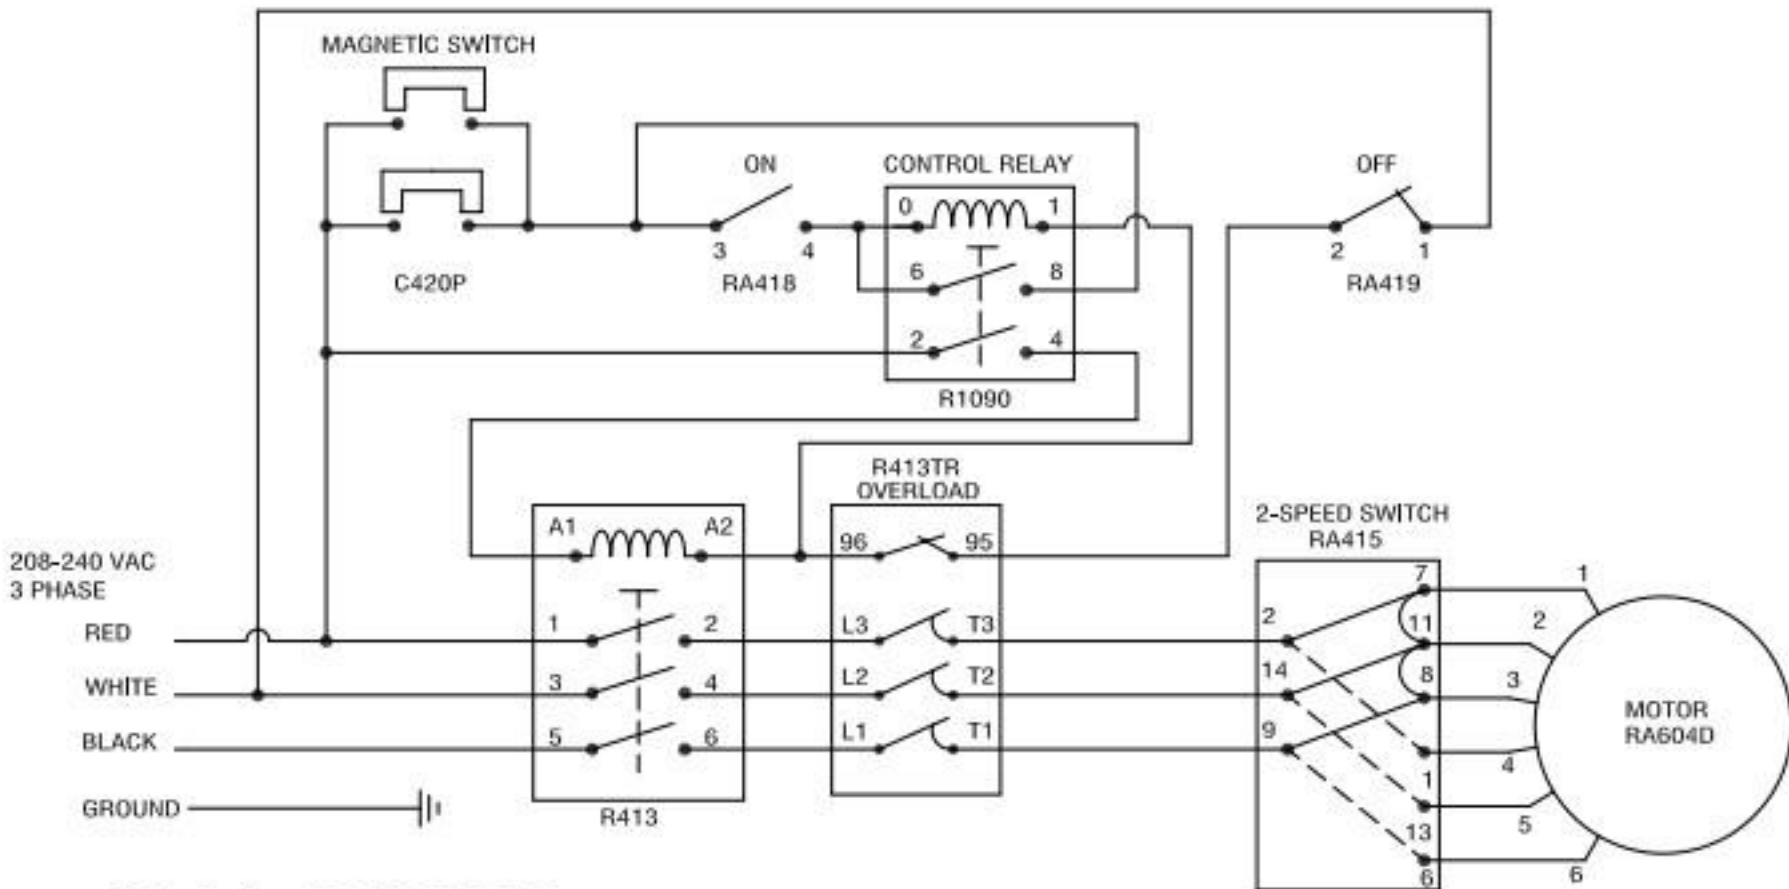 MAGNETIC SWITCH
ON
CONTROL RELAY
OFF
0
1
3
4
2
1
C420P
RA418
6
8
RA419
2
4
R1090
R413TR
OVERLOAD
2-SPEED SWITCH
RA415
A1
A2
96
95
208-240 VAC
3 PHASE
7
1
RED
1
2
L3
T3
2
11
2
WHITE
3
4
L2
T2
14
8
3
MOTOR
RA604D
BLACK
5
6
L1
T1
9
4
1
5
GROUND
R413
13
6
6